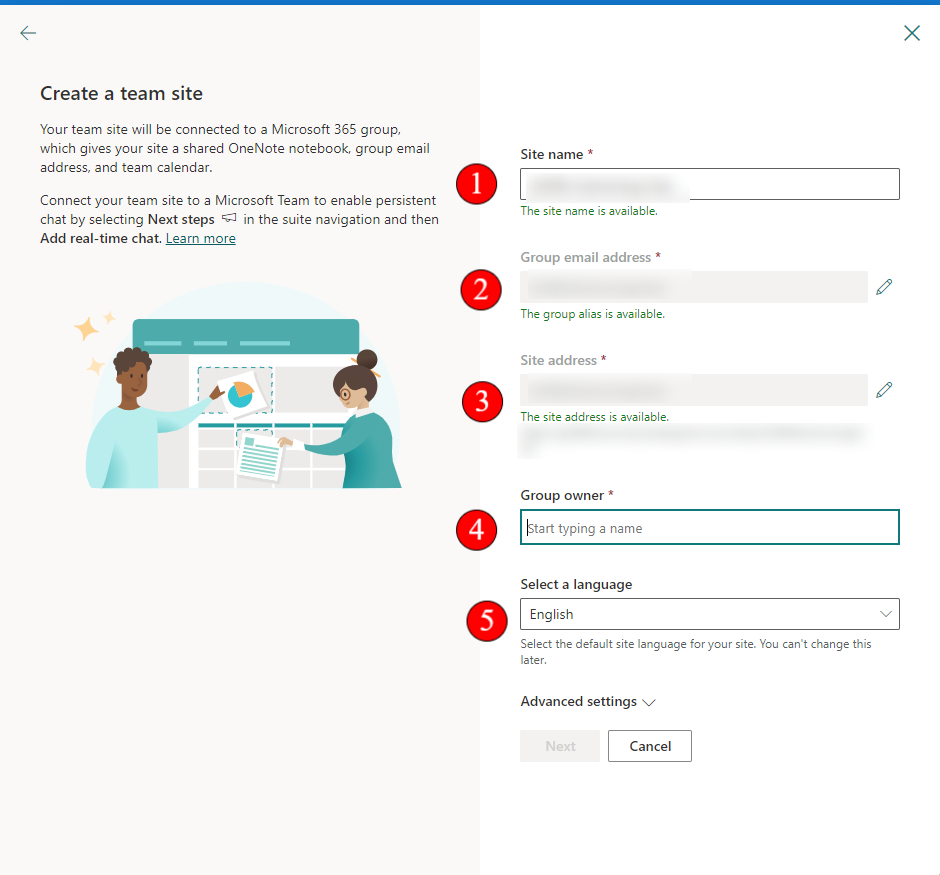 Create a team site
Your team site will be connected to a Microsoft 365 group,
which gives your site a shared OneNote notebook, group email
address, and team calendar.
Connect your team site to a Microsoft Team to enable persistent
chat by selecting Next steps in the suite navigation and then
Add real-time chat. Learn more
Site name *
1
The site name is available.
Group email address *
2
The group alias is available.
Site address *
3
The site address is available.
Group owner *
4
Start typing a name
Select a language
5
English
Select the default site language for your site. You can't change this
later.
Advanced settings
Next
Cancel